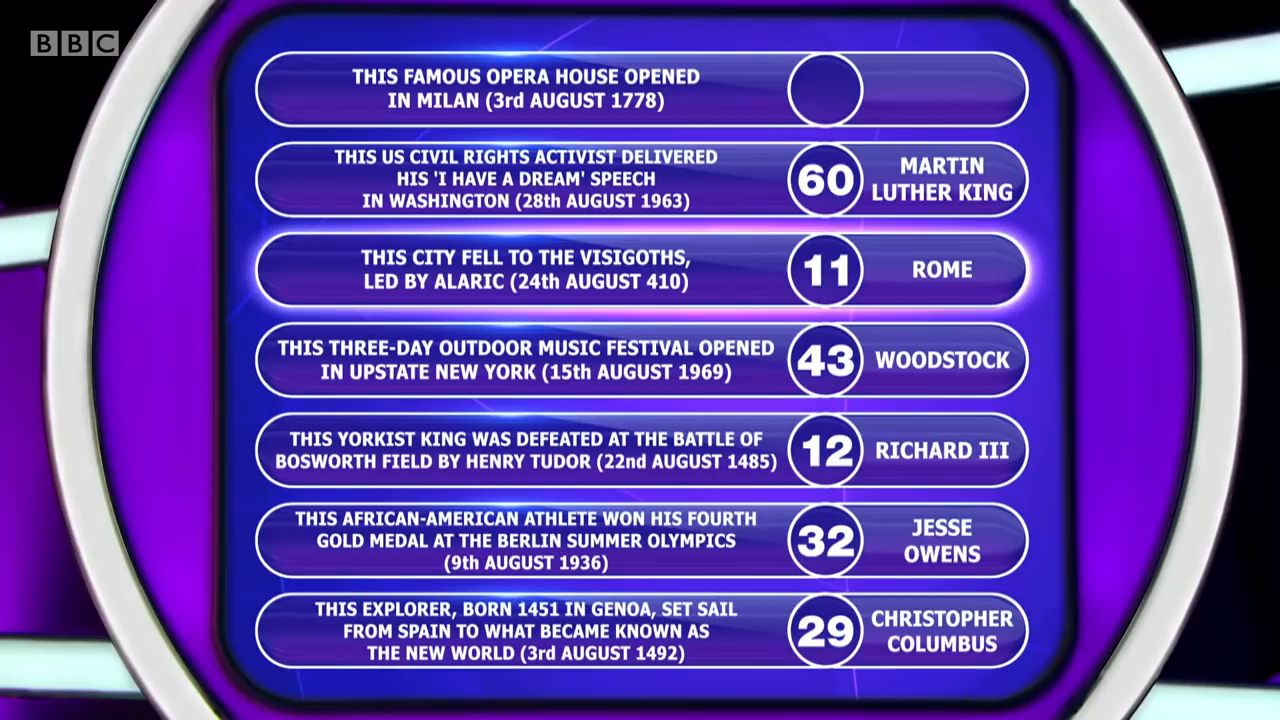 BBC
THIS FAMOUS OPERA HOUSE OPENED
IN MILAN (3rd AUGUST 1778)
THIS US CIVIL RIGHTS ACTIVIST DELIVERED
HIS 'I HAVE A DREAM' SPEECH
IN WASHINGTON (28th AUGUST 1963)
60
MARTIN
LUTHER KING
THIS CITY FELL TO THE VISIGOTHS,
LED BY ALARIC (24th AUGUST 410)
11
ROME
THIS THREE-DAY OUTDOOR MUSIC FESTIVAL OPENED
IN UPSTATE NEW YORK (15th AUGUST 1969)
43
WOODSTOCK
THIS YORKIST KING WAS DEFEATED AT THE BATTLE OF
BOSWORTH FIELD BY HENRY TUDOR (22nd AUGUST 1485)
12
RICHARD III
THIS AFRICAN-AMERICAN ATHLETE WON HIS FOURTH
GOLD MEDAL AT THE BERLIN SUMMER OLYMPICS
(9th AUGUST 1936)
32
JESSE
OWENS
THIS EXPLORER, BORN 1451 IN GENOA, SET SAIL
FROM SPAIN TO WHAT BECAME KNOWN AS
THE NEW WORLD (3rd AUGUST 1492)
29
CHRISTOPHER
COLUMBUS